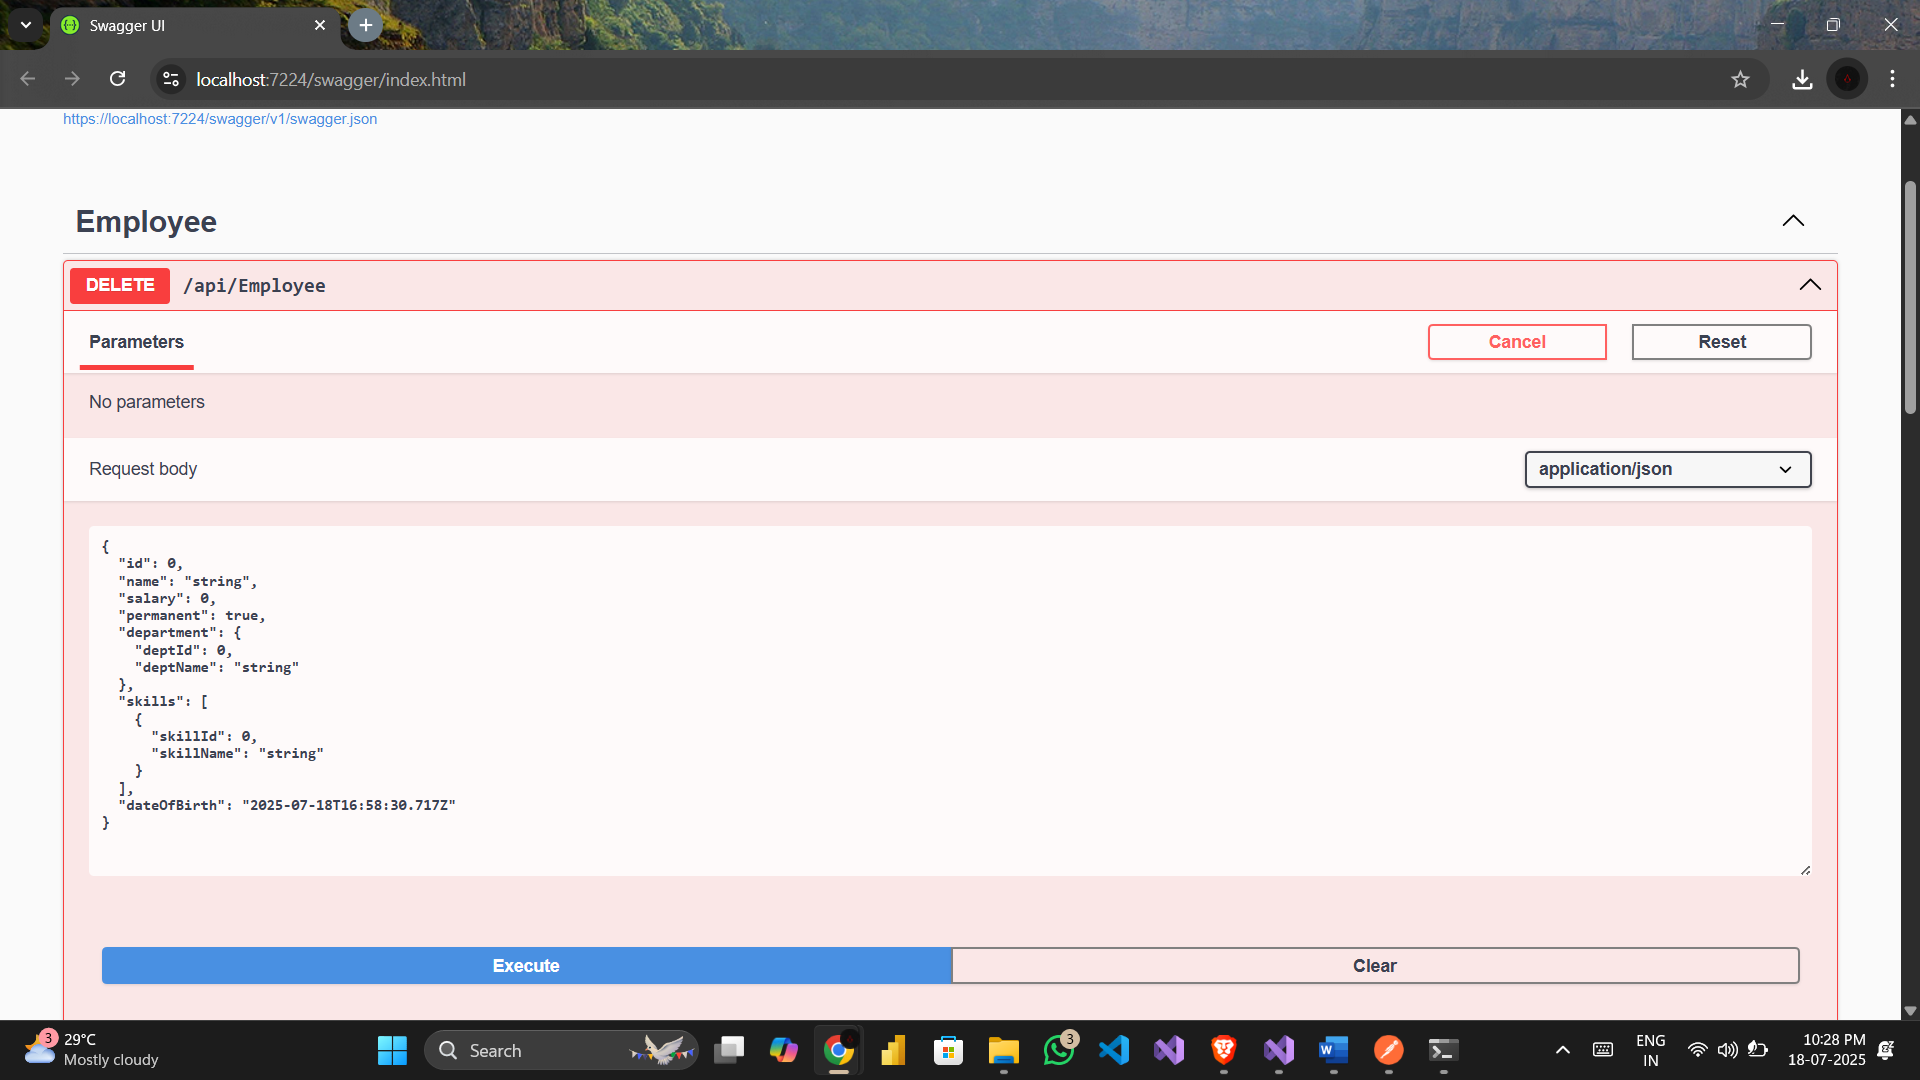 Swagger UI
localhost:7224/swagger/index.html
https://localhost:7224/swagger/v1/swagger.json
Employee
DELETE /api/Employee
Parameters
Cancel
Reset
No parameters
Request body
application/json
{
  "id": 0,
  "name": "string",
  "salary": 0,
  "permanent": true,
  "department": {
    "deptId": 0,
    "deptName": "string"
  },
  "skills": [
    {
      "skillId": 0,
      "skillName": "string"
    }
  ],
  "dateOfBirth": "2025-07-18T16:58:30.717Z"
}
Execute
Clear
3
29°C
Mostly cloudy
Search
3
ENG
IN
10:28 PM
18-07-2025